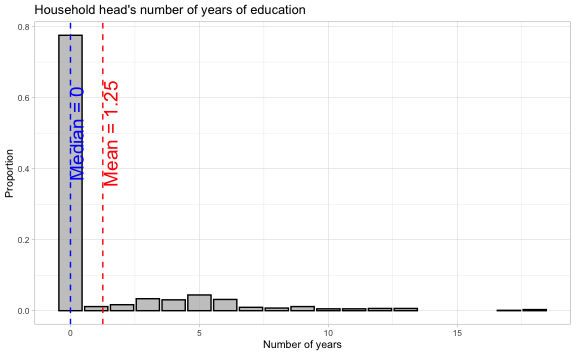 Household head's number of years of education
Proportion
0.8
0.6
0.4
0.2
0.0
Median = 0
Mean = 1.25
0
5
10
15
Number of years